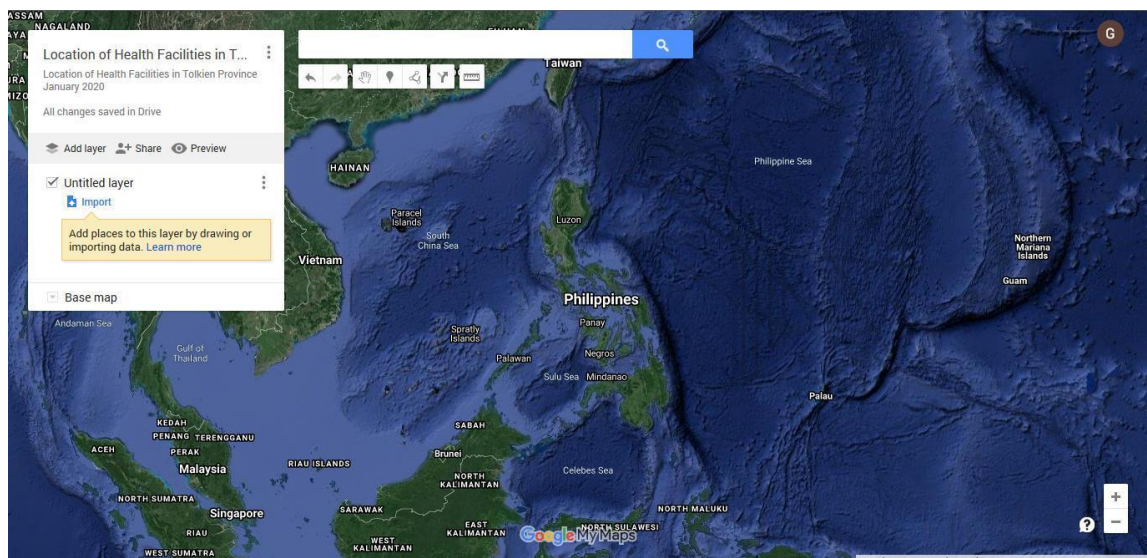 ASSAM
NAGALAND
Location of Health Facilities in T...
Location of Health Facilities in Tolkien Province
January 2020
All changes saved in Drive
Add layer Share Preview
Untitled layer
Import
Add places to this layer by drawing or
importing data. Learn more
Base map
G
Taiwan
HAINAN
Philippine Sea
Paracel
Islands
South
China Sea
Luzon
Northern
Mariana
Islands
Guam
Vietnam
Philippines
Andaman Sea
Gulf of
Thailand
Spratly
Islands
Panay
Palawan
Negros
Sulu Sea
Mindanao
Palau
KEDAH
PENANG
TERENGGANU
ACEH
PERAK
Malaysia
SABAH
Brunei
RIAU ISLANDS
Celebes Sea
NORTH
KALIMANTAN
NORTH SUMATRA
Singapore
SARAWAK
NORTH MALUKU
RIAU
EAST
KALIMANTAN
NORTH SULAWESI
Google My Maps
WEST
KALIMANTAN
WEST SUMATRA